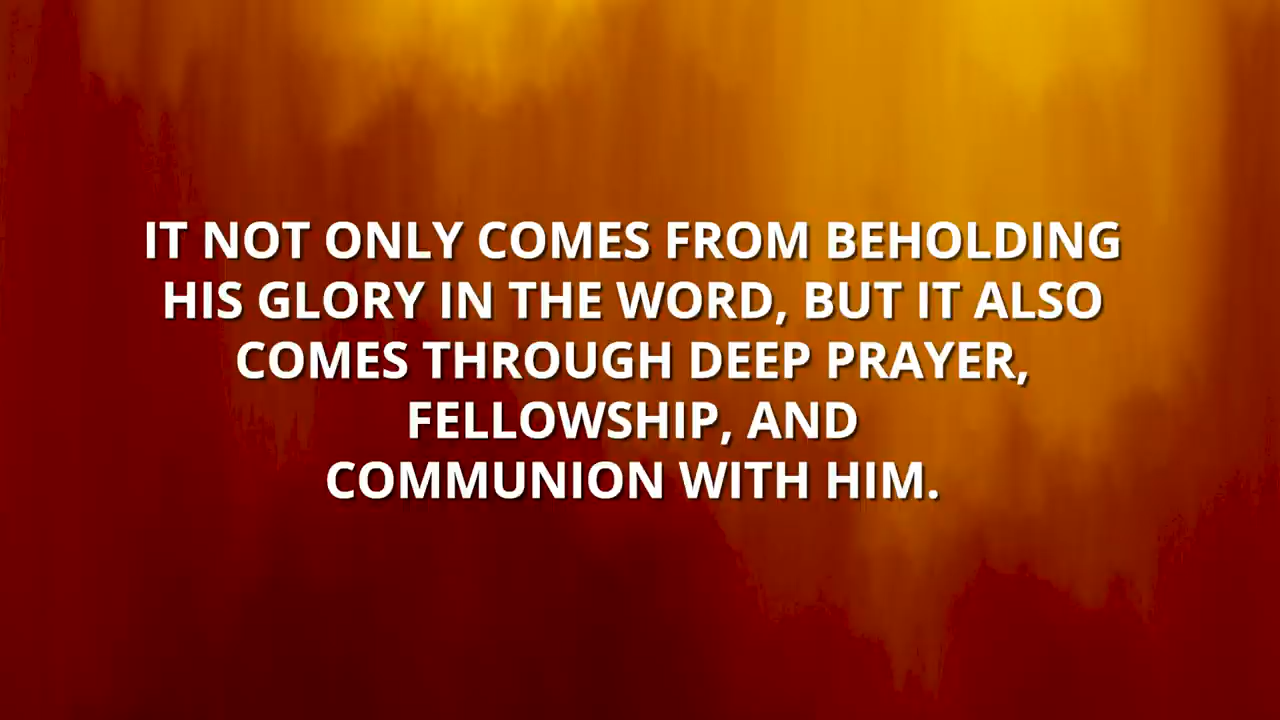 IT NOT ONLY COMES FROM BEHOLDING
HIS GLORY IN THE WORD, BUT IT ALSO
COMES THROUGH DEEP PRAYER,
FELLOWSHIP, AND
COMMUNION WITH HIM.